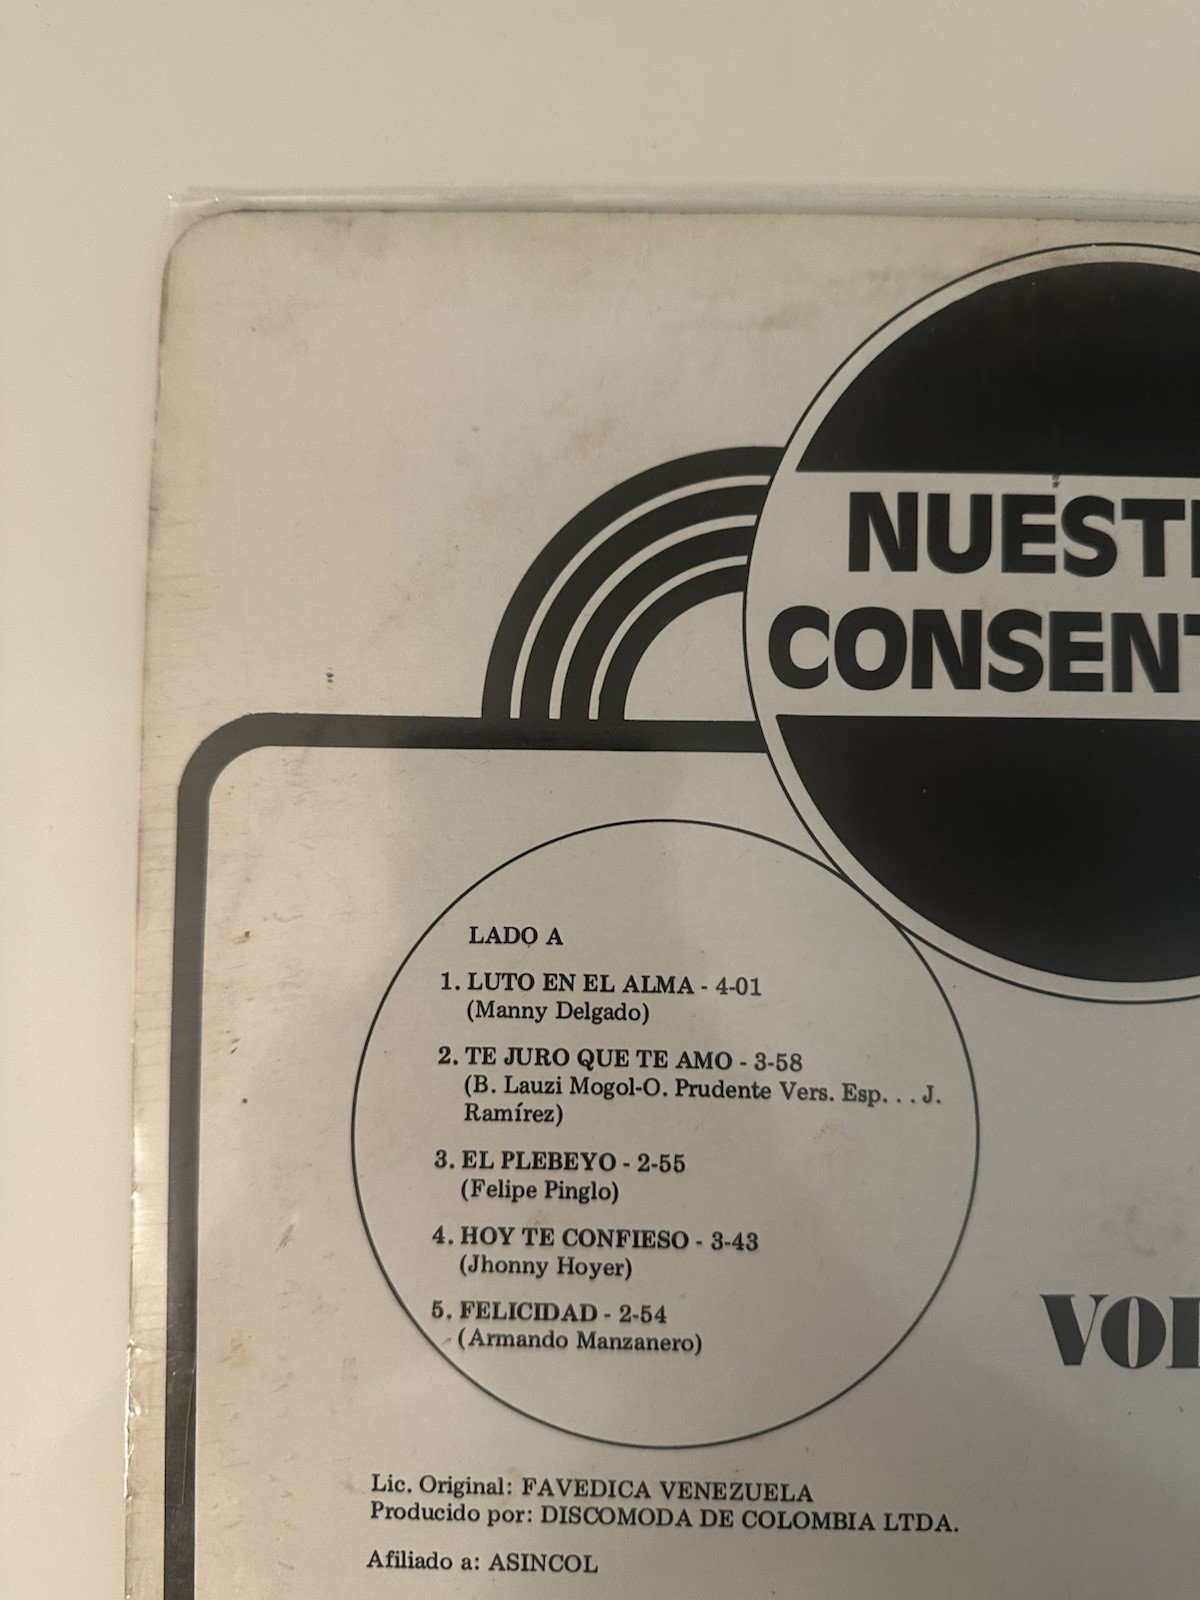 NUEST
CONSENT
LADO A
1. LUTO EN EL ALMA - 4-01
(Manny Delgado)
2. TE JURO QUE TE AMO - 3-58
(B. Lauzi Mogol-O. Prudente Vers. Esp. . . J.
Ramírez)
3. EL PLEBEYO - 2-55
(Felipe Pinglo)
4. HOY TE CONFIESO - 3-43
(Jhonny Hoyer)
5. FELICIDAD - 2-54
(Armando Manzanero)
VO
Lic. Original: FAVEDICA VENEZUELA
Producido por: DISCOMODA DE COLOMBIA LTDA.
Afiliado a: ASINCOL